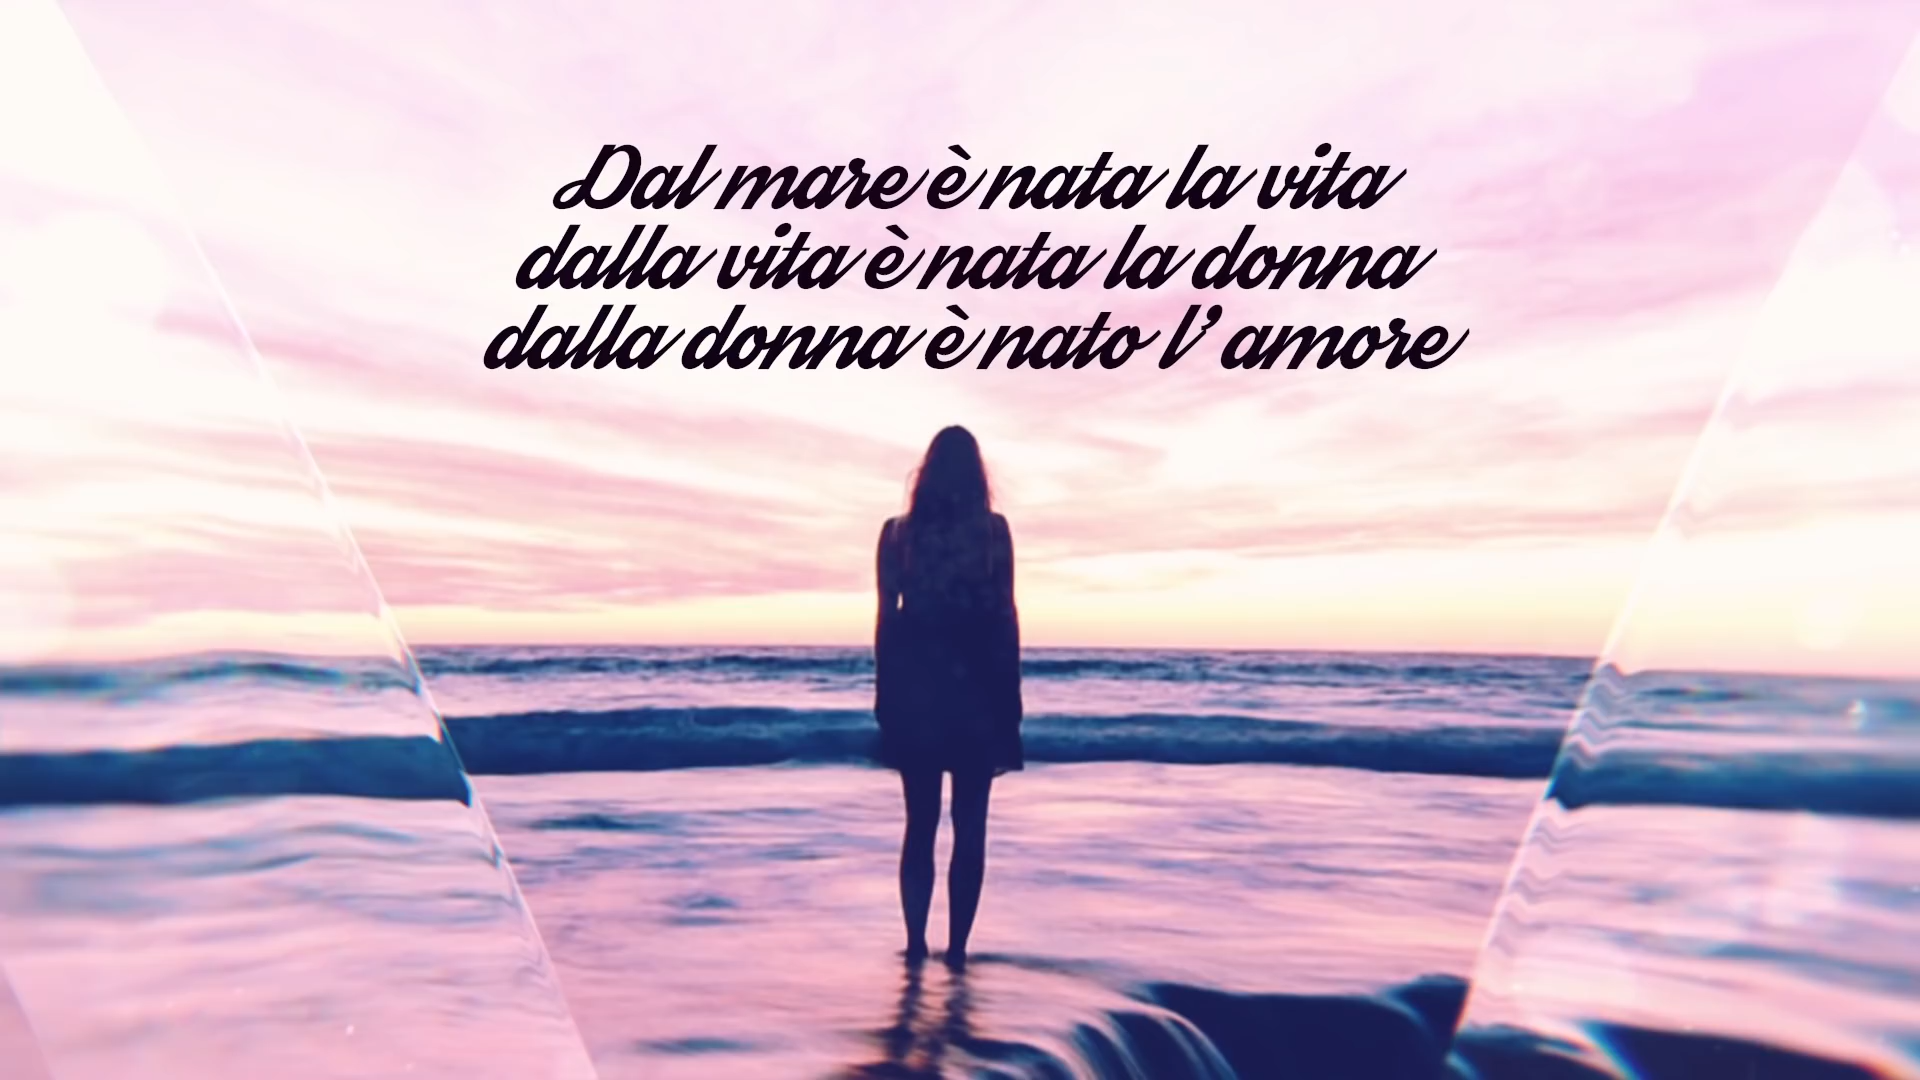 Dal mare è nata la vita
dalla vita è nata la donna
dalla donna è nato l' amore